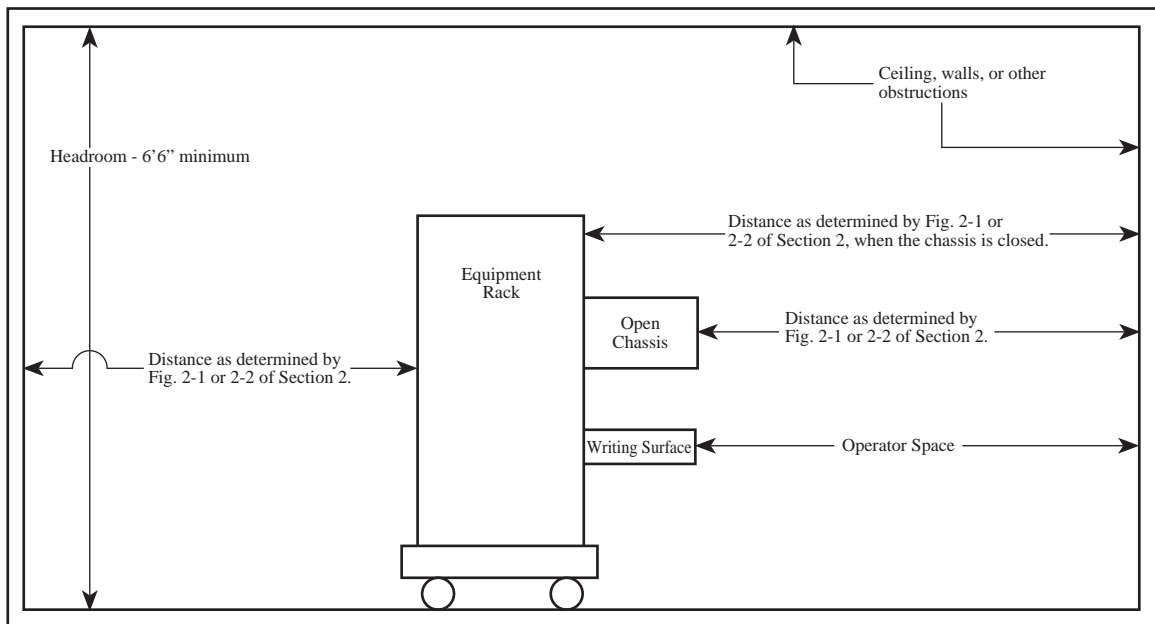 Ceiling, walls, or other
obstructions
Headroom - 6’6” minimum
Distance as determined by Fig. 2-1 or
2-2 of Section 2, when the chassis is closed.
Equipment
Rack
Open
Chassis
Distance as determined by
Fig. 2-1 or 2-2 of Section 2.
Distance as determined by
Fig. 2-1 or 2-2 of Section 2.
Writing Surface
Operator Space